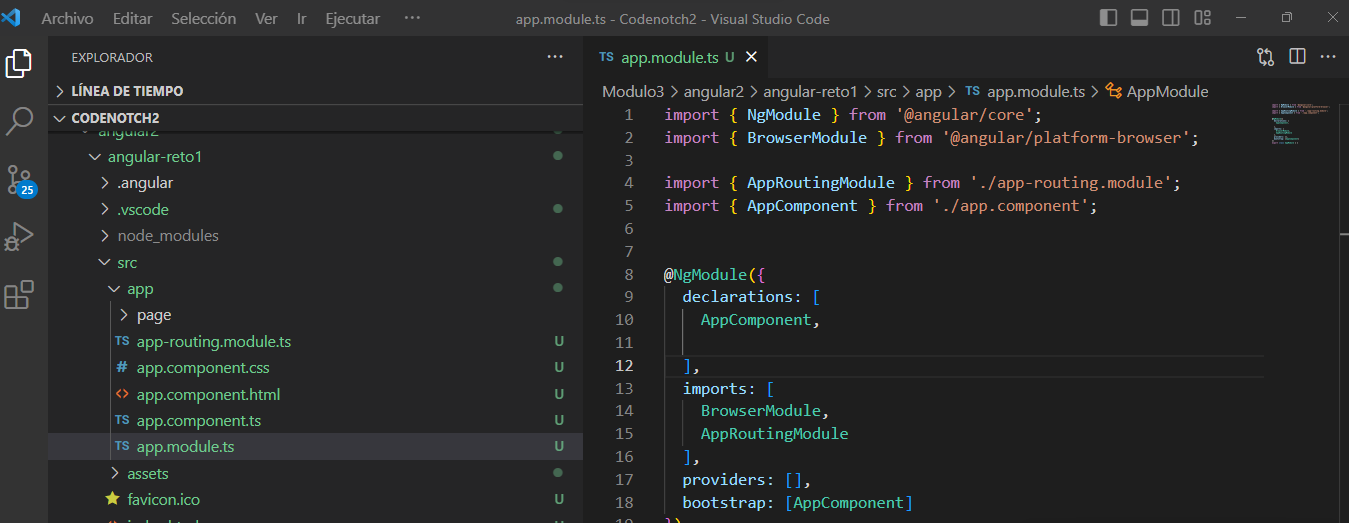 Archivo Editar Selección Ver Ir Ejecutar ··· app.module.ts - Codenotch2 - Visual Studio Code
EXPLORADOR ···
LÍNEA DE TIEMPO
CODENOTCH2
angular2
angular-reto1
.angular
.vscode
node_modules
src
app
page
TS app-routing.module.ts U
# app.component.css U
<> app.component.html U
TS app.component.ts U
TS app.module.ts U
assets
favicon.ico U
25
TS app.module.ts U ×
Modulo3 > angular2 > angular-reto1 > src > app > TS app.module.ts > AppModule
1 import { NgModule } from '@angular/core';
2 import { BrowserModule } from '@angular/platform-browser';
3
4 import { AppRoutingModule } from './app-routing.module';
5 import { AppComponent } from './app.component';
6
7
8 @NgModule({
9 declarations: [
10 AppComponent,
11
12 ],
13 imports: [
14 BrowserModule,
15 AppRoutingModule
16 ],
17 providers: [],
18 bootstrap: [AppComponent]
19 })